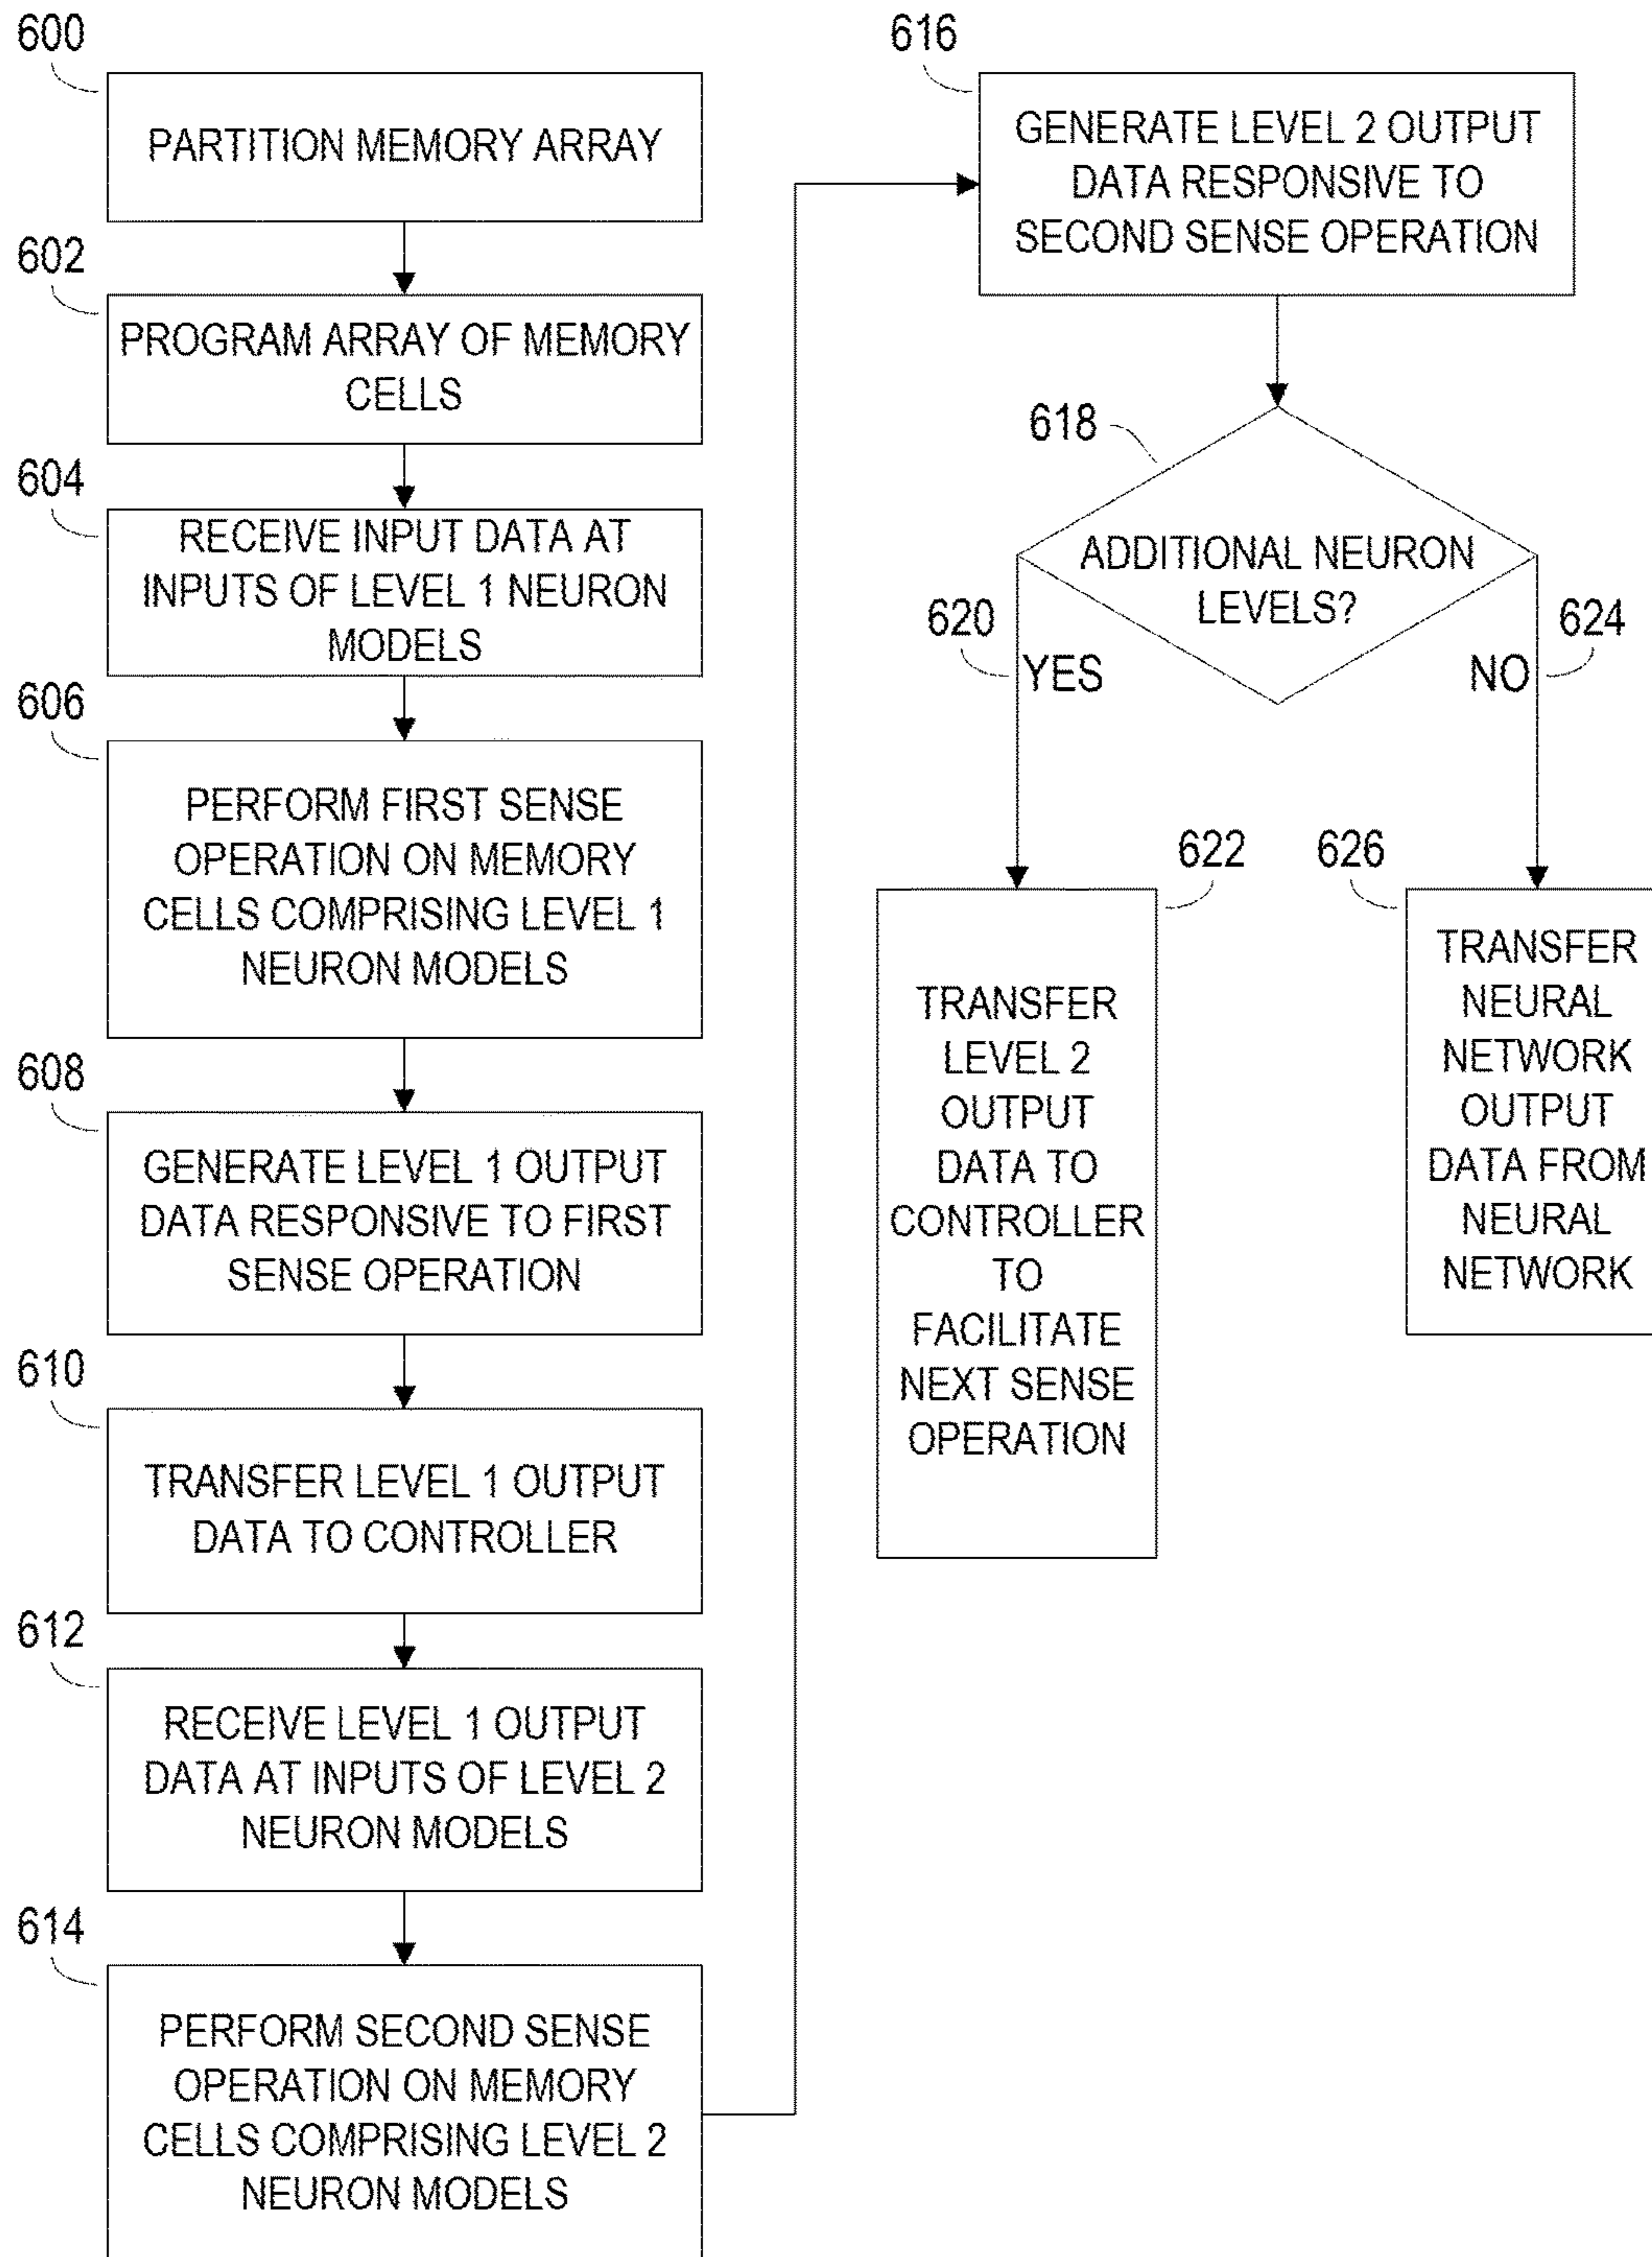 600
PARTITION MEMORY ARRAY
602
PROGRAM ARRAY OF MEMORY
CELLS
604
RECEIVE INPUT DATA AT
INPUTS OF LEVEL 1 NEURON
MODELS
606
PERFORM FIRST SENSE
OPERATION ON MEMORY
CELLS COMPRISING LEVEL 1
NEURON MODELS
608
GENERATE LEVEL 1 OUTPUT
DATA RESPONSIVE TO FIRST
SENSE OPERATION
610
TRANSFER LEVEL 1 OUTPUT
DATA TO CONTROLLER
612
RECEIVE LEVEL 1 OUTPUT
DATA AT INPUTS OF LEVEL 2
NEURON MODELS
614
PERFORM SECOND SENSE
OPERATION ON MEMORY
CELLS COMPRISING LEVEL 2
NEURON MODELS
616
GENERATE LEVEL 2 OUTPUT
DATA RESPONSIVE TO
SECOND SENSE OPERATION
618
ADDITIONAL NEURON
LEVELS?
620
YES
624
NO
622
TRANSFER
LEVEL 2
OUTPUT
DATA TO
CONTROLLER
TO
FACILITATE
NEXT SENSE
OPERATION
626
TRANSFER
NEURAL
NETWORK
OUTPUT
DATA FROM
NEURAL
NETWORK